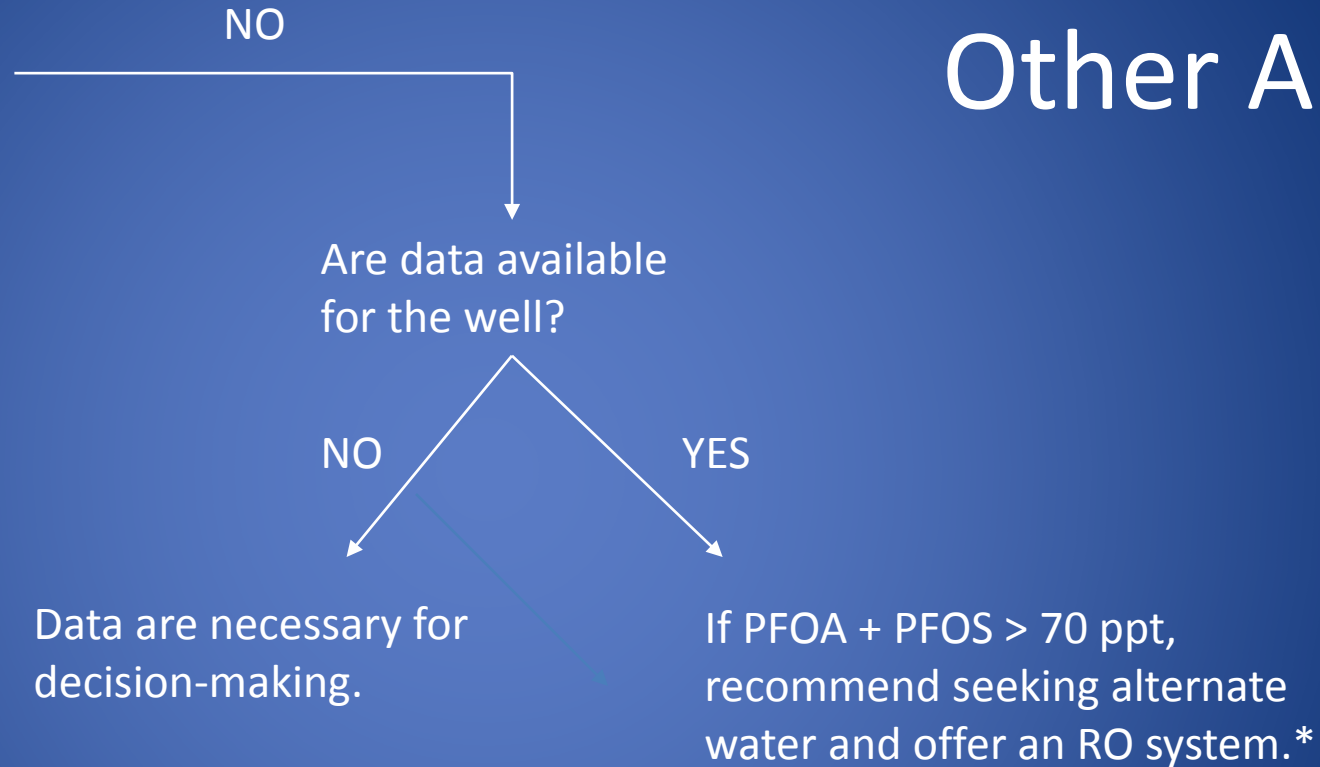 NO
Other A
Are data available
for the well?
NO
YES
Data are necessary for
decision-making.
If PFOA + PFOS > 70 ppt,
recommend seeking alternate
water and offer an RO system.*